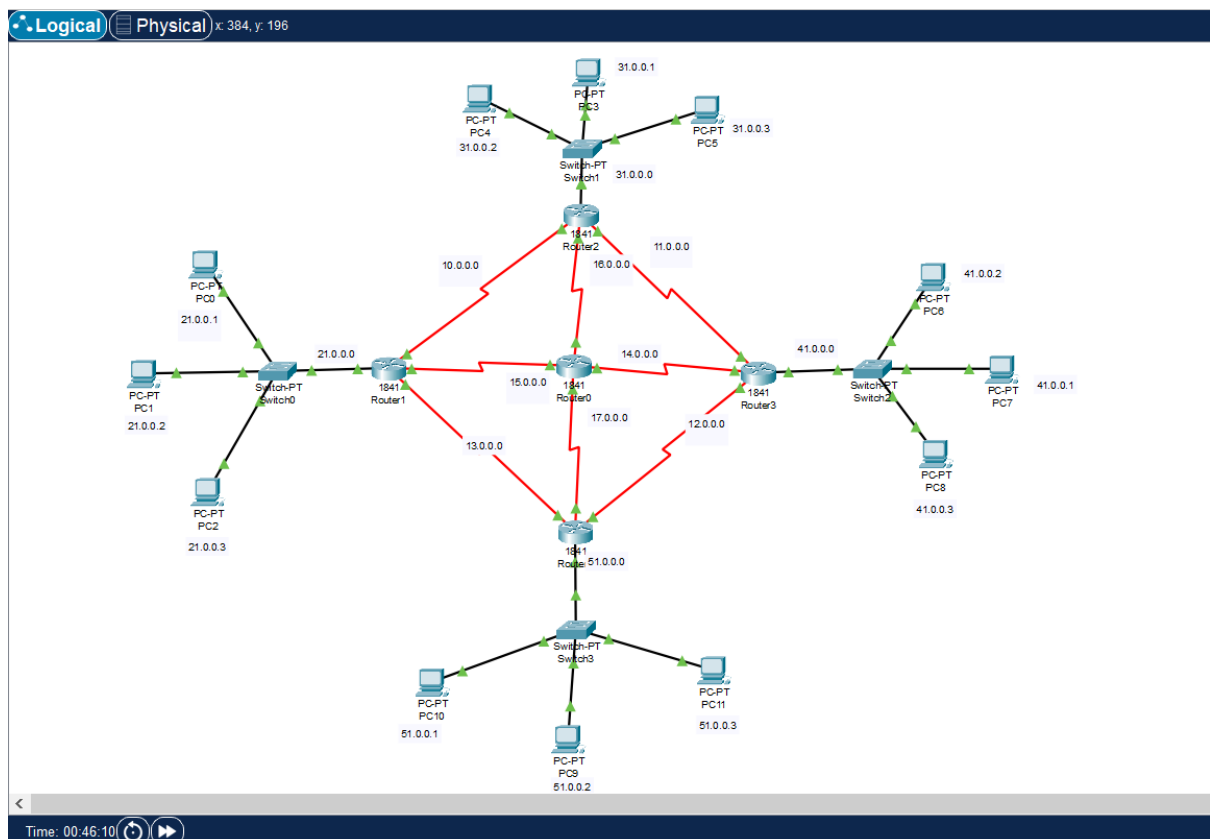 Logical Physical x: 384, y: 196
31.0.0.1
PC-PT
PC3
PC-PT
PC4
31.0.0.2
PC-PT
PC5
31.0.0.3
Switch-PT
Switch1
31.0.0.0
1841
Router2
10.0.0.0
16.0.0.0
11.0.0.0
PC-PT
PC0
21.0.0.1
41.0.0.2
PC-PT
PC6
21.0.0.0
14.0.0.0
41.0.0.0
PC-PT
PC1
21.0.0.2
Switch-PT
Switch0
1841
Router1
15.0.0.0
1841
Router0
1841
Router3
Switch-PT
Switch2
PC-PT
PC7
41.0.0.1
17.0.0.0
12.0.0.0
13.0.0.0
PC-PT
PC8
41.0.0.3
PC-PT
PC2
21.0.0.3
1841
Route
51.0.0.0
Switch-PT
Switch3
PC-PT
PC10
51.0.0.1
PC-PT
PC11
51.0.0.3
PC-PT
PC9
51.0.0.2
Time: 00:46:10